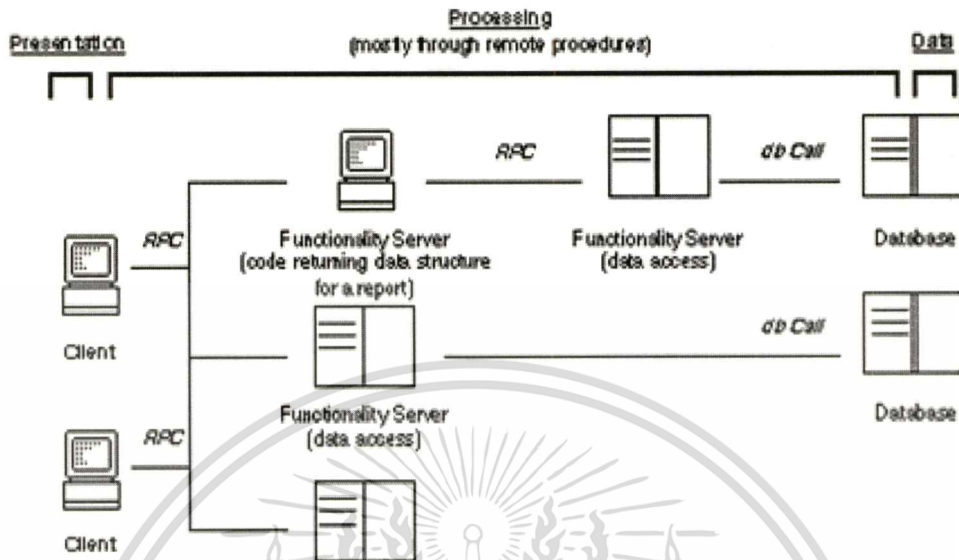 Presentation
Processing
(mostly through remote procedures)
Data
RPC
Functionality Server
(code returning data structure
for a report)
RPC
Functionality Server
(data access)
db Call
Database
RPC
Client
Functionality Server
(data access)
db Call
Database
RPC
Client